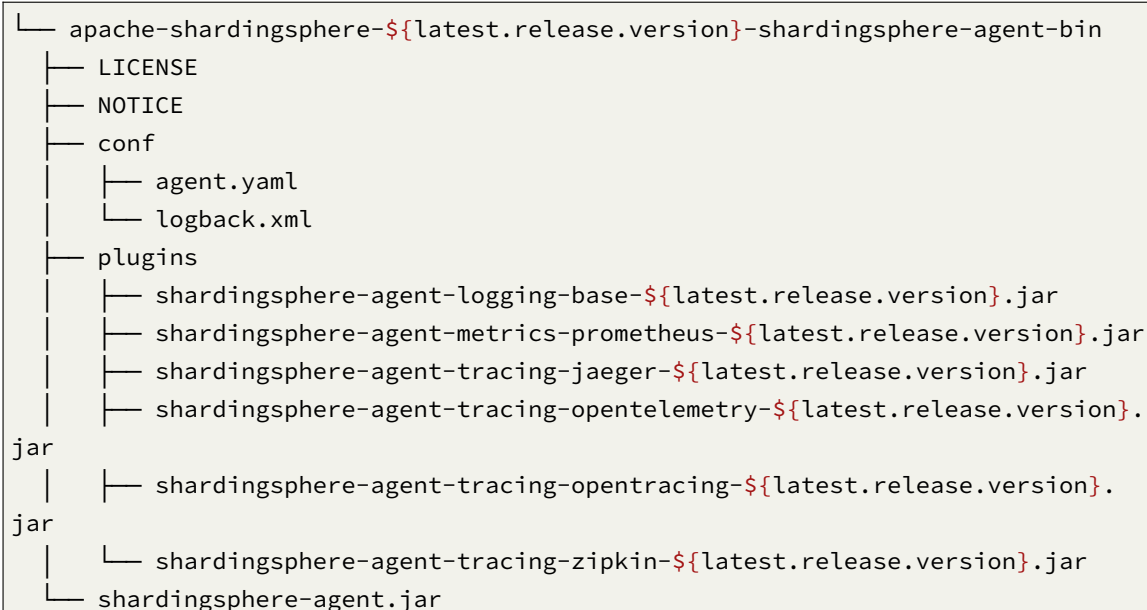 └── apache-shardingsphere-${latest.release.version}-shardingsphere-agent-bin
  ├── LICENSE
  ├── NOTICE
  ├── conf
  │   ├── agent.yaml
  │   └── logback.xml
  ├── plugins
  │   ├── shardingsphere-agent-logging-base-${latest.release.version}.jar
  │   ├── shardingsphere-agent-metrics-prometheus-${latest.release.version}.jar
  │   ├── shardingsphere-agent-tracing-jaeger-${latest.release.version}.jar
  │   ├── shardingsphere-agent-tracing-opentelemetry-${latest.release.version}.
jar
  │   ├── shardingsphere-agent-tracing-opentracing-${latest.release.version}.
jar
  │   └── shardingsphere-agent-tracing-zipkin-${latest.release.version}.jar
  └── shardingsphere-agent.jar